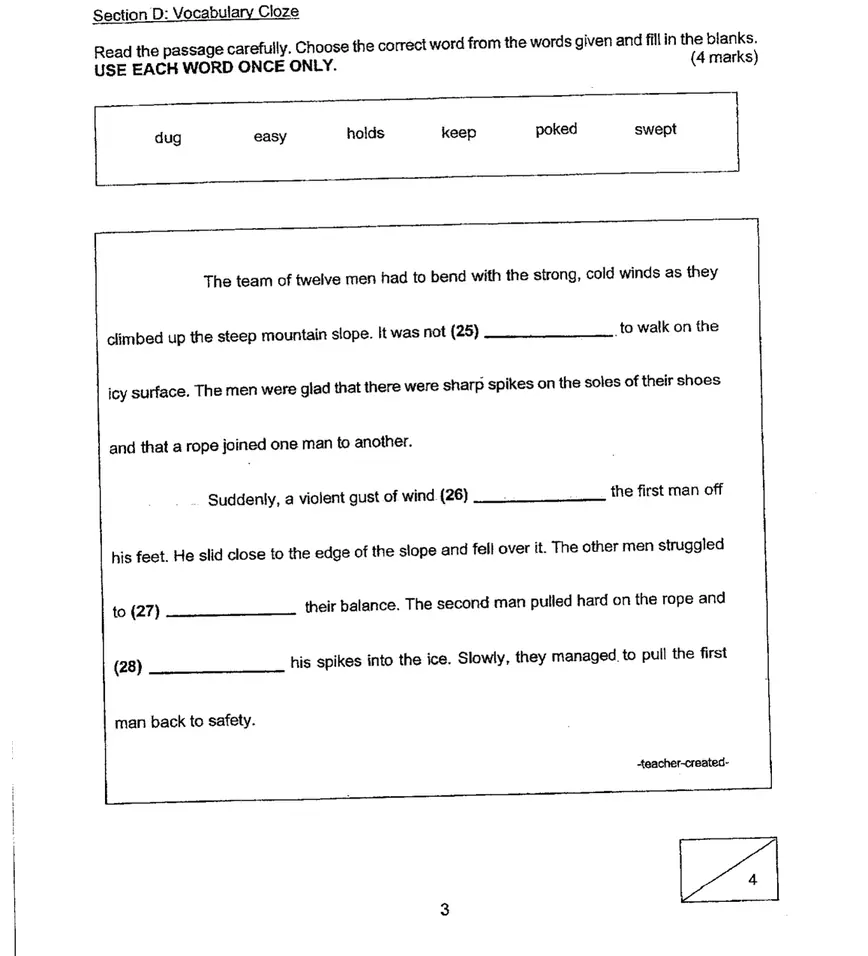 Section D: Vocabulary Cloze
Read the passage carefully. Choose the correct word from the words given and fill in the blanks.
USE EACH WORD ONCE ONLY. (4 marks)
dug easy holds keep poked swept
The team of twelve men had to bend with the strong, cold winds as they
climbed up the steep mountain slope. It was not (25) ______________ to walk on the
icy surface. The men were glad that there were sharp spikes on the soles of their shoes
and that a rope joined one man to another.
Suddenly, a violent gust of wind (26) ______________ the first man off
his feet. He slid close to the edge of the slope and fell over it. The other men struggled
to (27) ______________ their balance. The second man pulled hard on the rope and
(28) ______________ his spikes into the ice. Slowly, they managed to pull the first
man back to safety.
-teacher-created-
4
3